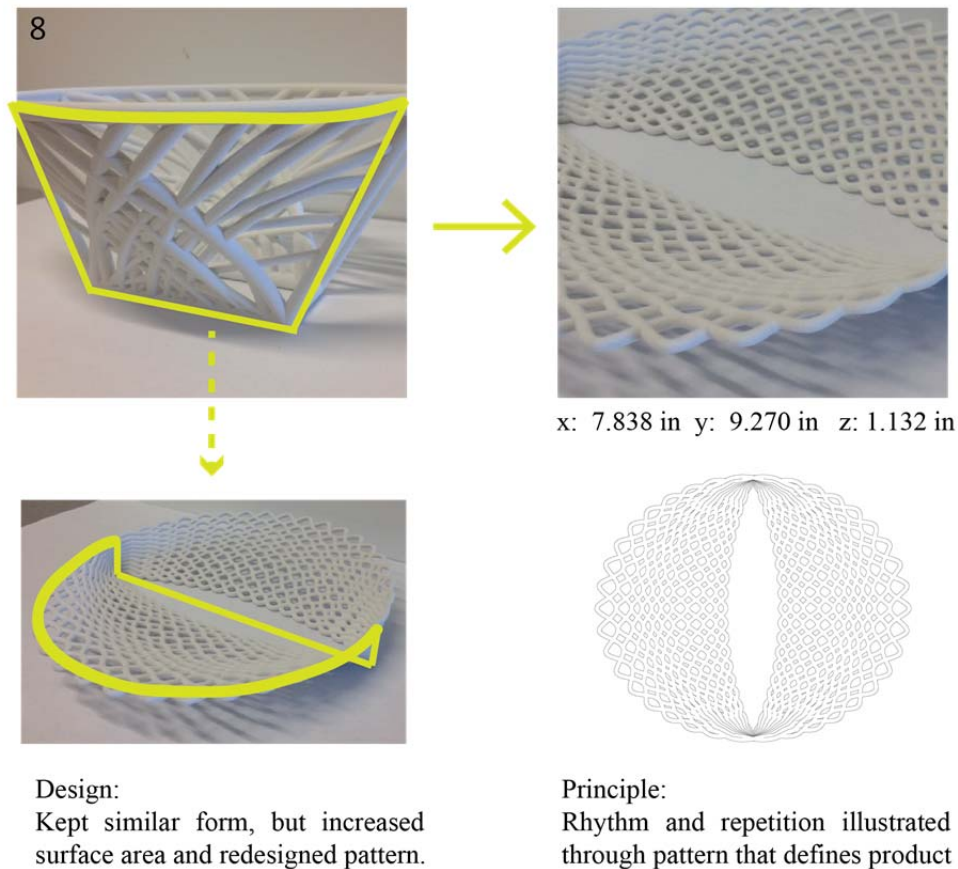 8
x: 7.838 in y: 9.270 in z: 1.132 in
Design:
Kept similar form, but increased
surface area and redesigned pattern.
Principle:
Rhythm and repetition illustrated
through pattern that defines product